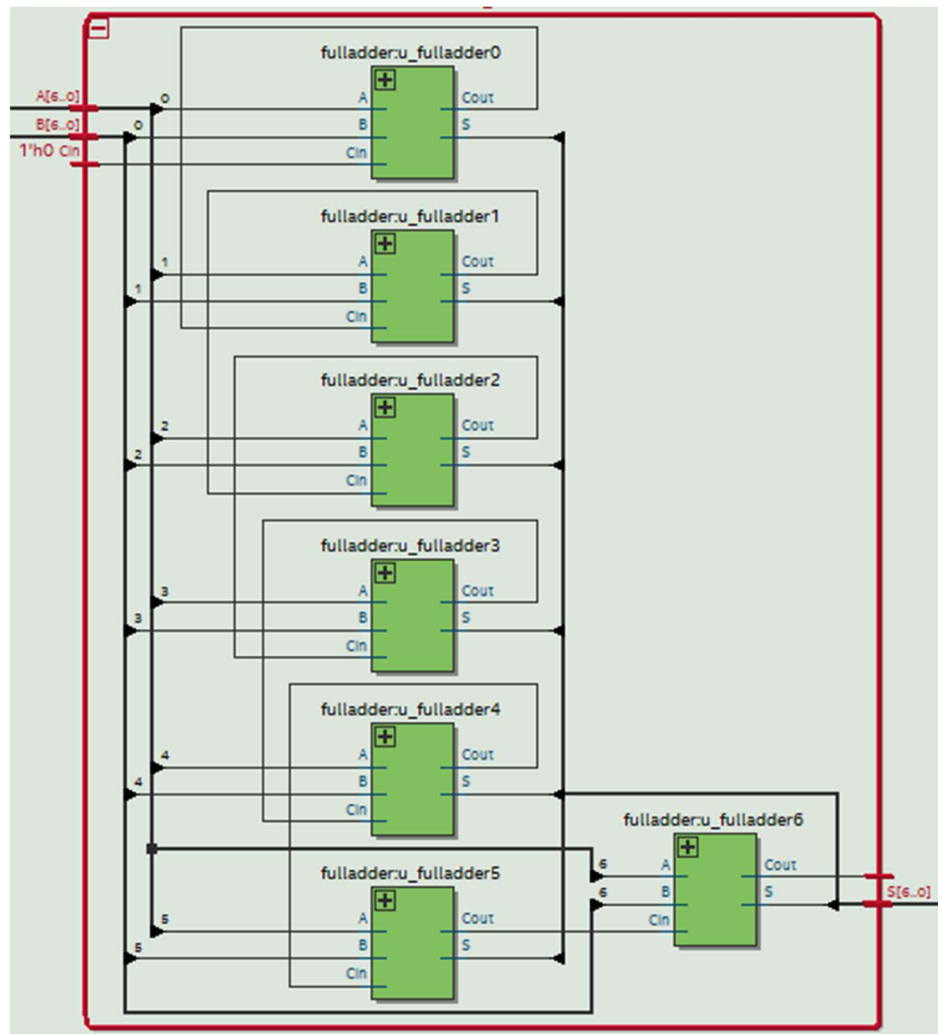 fulladder:u_fulladder0
A[6..0]
0
A
Cout
B[6..0]
0
B
S
1'h0 Cin
Cin
fulladder:u_fulladder1
1
A
Cout
1
B
S
Cin
fulladder:u_fulladder2
2
A
Cout
2
B
S
Cin
fulladder:u_fulladder3
3
A
Cout
3
B
S
Cin
fulladder:u_fulladder4
4
A
Cout
4
B
S
Cin
fulladder:u_fulladder6
6
A
Cout
6
B
S
S[6..0]
Cin
fulladder:u_fulladder5
5
A
Cout
5
B
S
Cin